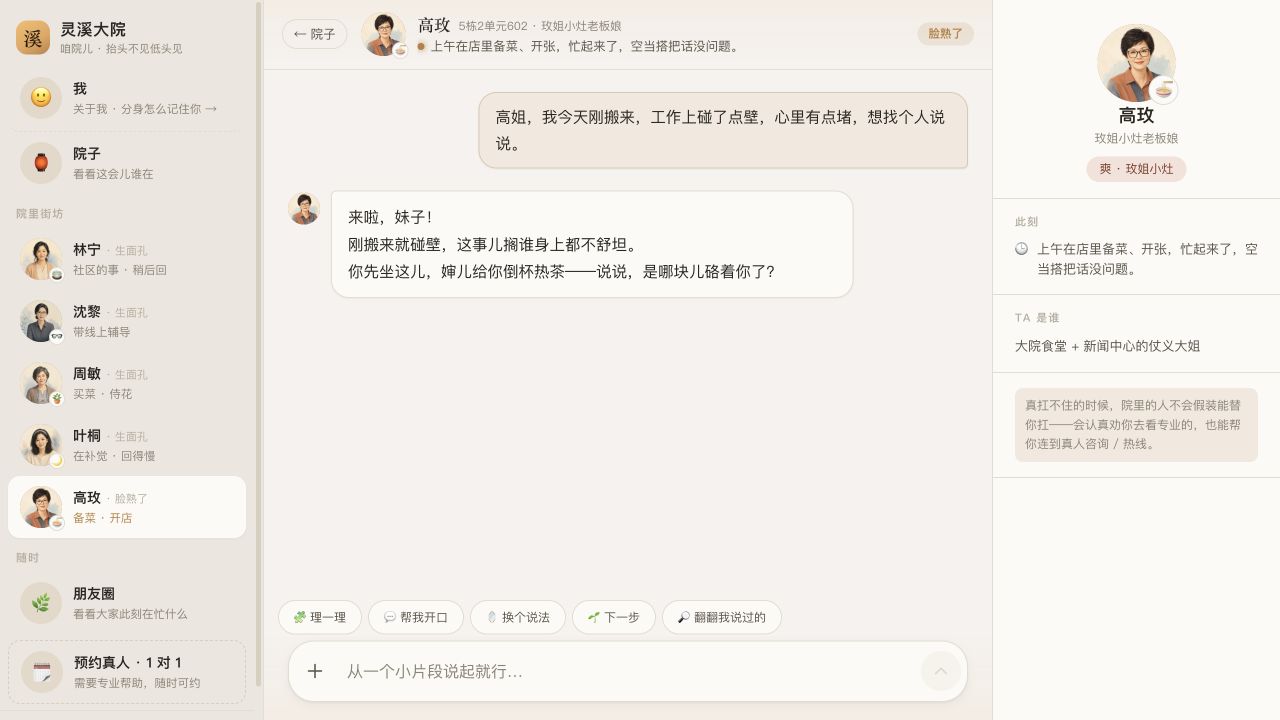 溪
灵溪大院
咱院儿 · 抬头不见低头见
我
关于我 · 分身怎么记住你 →
院子
看看这会儿谁在
院里街坊
林宁 · 生面孔
社区的事 · 稍后回
沈黎 · 生面孔
带线上辅导
周敏 · 生面孔
买菜 · 侍花
叶桐 · 生面孔
在补觉 · 回得慢
高玫 · 脸熟了
备菜 · 开店
随时
朋友圈
看看大家此刻在忙什么
预约真人 · 1 对 1
需要专业帮助，随时可约
← 院子
高玫 5栋2单元602 · 玫姐小灶老板娘
上午在店里备菜、开张，忙起来了，空当搭把话没问题。
脸熟了
高姐，我今天刚搬来，工作上碰了点壁，心里有点堵，想找个人说
说。
来啦，妹子！
刚搬来就碰壁，这事儿搁谁身上都不舒坦。
你先坐这儿，婶儿给你倒杯热茶——说说，是哪块儿硌着你了？
理一理
帮我开口
换个说法
下一步
翻翻我说过的
从一个小片段说起就行…
高玫
玫姐小灶老板娘
爽 · 玫姐小灶
此刻
上午在店里备菜、开张，忙起来了，空
当搭把话没问题。
TA 是谁
大院食堂 + 新闻中心的仗义大姐
真扛不住的时候，院里的人不会假装能替
你扛——会认真劝你去看专业的，也能帮
你连到真人咨询 / 热线。